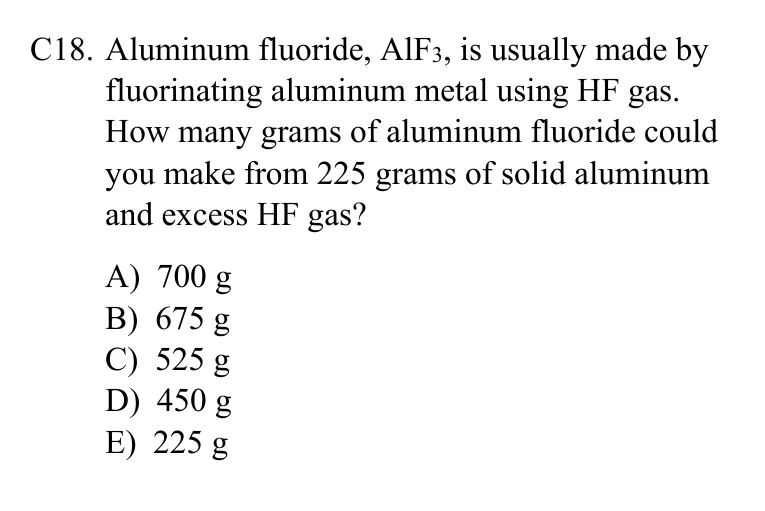 C18. Aluminum fluoride, AlF₃, is usually made by
fluorinating aluminum metal using HF gas.
How many grams of aluminum fluoride could
you make from 225 grams of solid aluminum
and excess HF gas?
A) 700 g
B) 675 g
C) 525 g
D) 450 g
E) 225 g